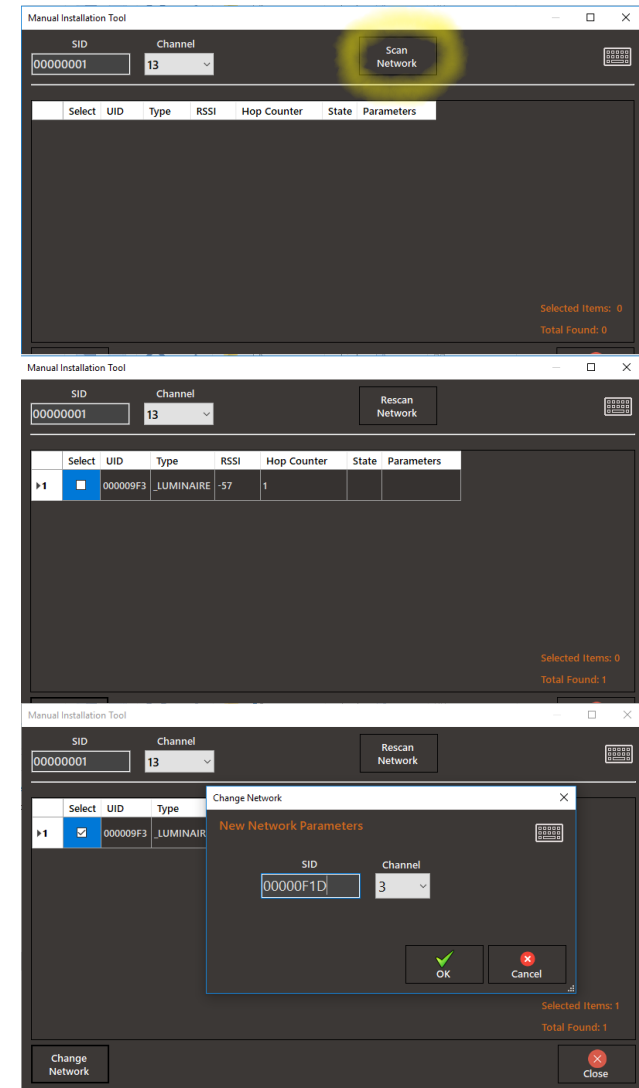 Manual Installation Tool
SID Channel
00000001 13
Scan
Network
Select UID Type RSSI Hop Counter State Parameters
Selected Items: 0
Total Found: 0
Manual Installation Tool
SID Channel
00000001 13
Rescan
Network
Select UID Type RSSI Hop Counter State Parameters
1 000009F3 _LUMINAIRE -57 1
Selected Items: 0
Total Found: 1
Manual Installation Tool
SID Channel
00000001 13
Rescan
Network
Select UID Type
1 000009F3 _LUMINAIR
Change Network
New Network Parameters
SID Channel
00000F1D 3
OK Cancel
Selected Items: 1
Total Found: 1
Change
Network
Close